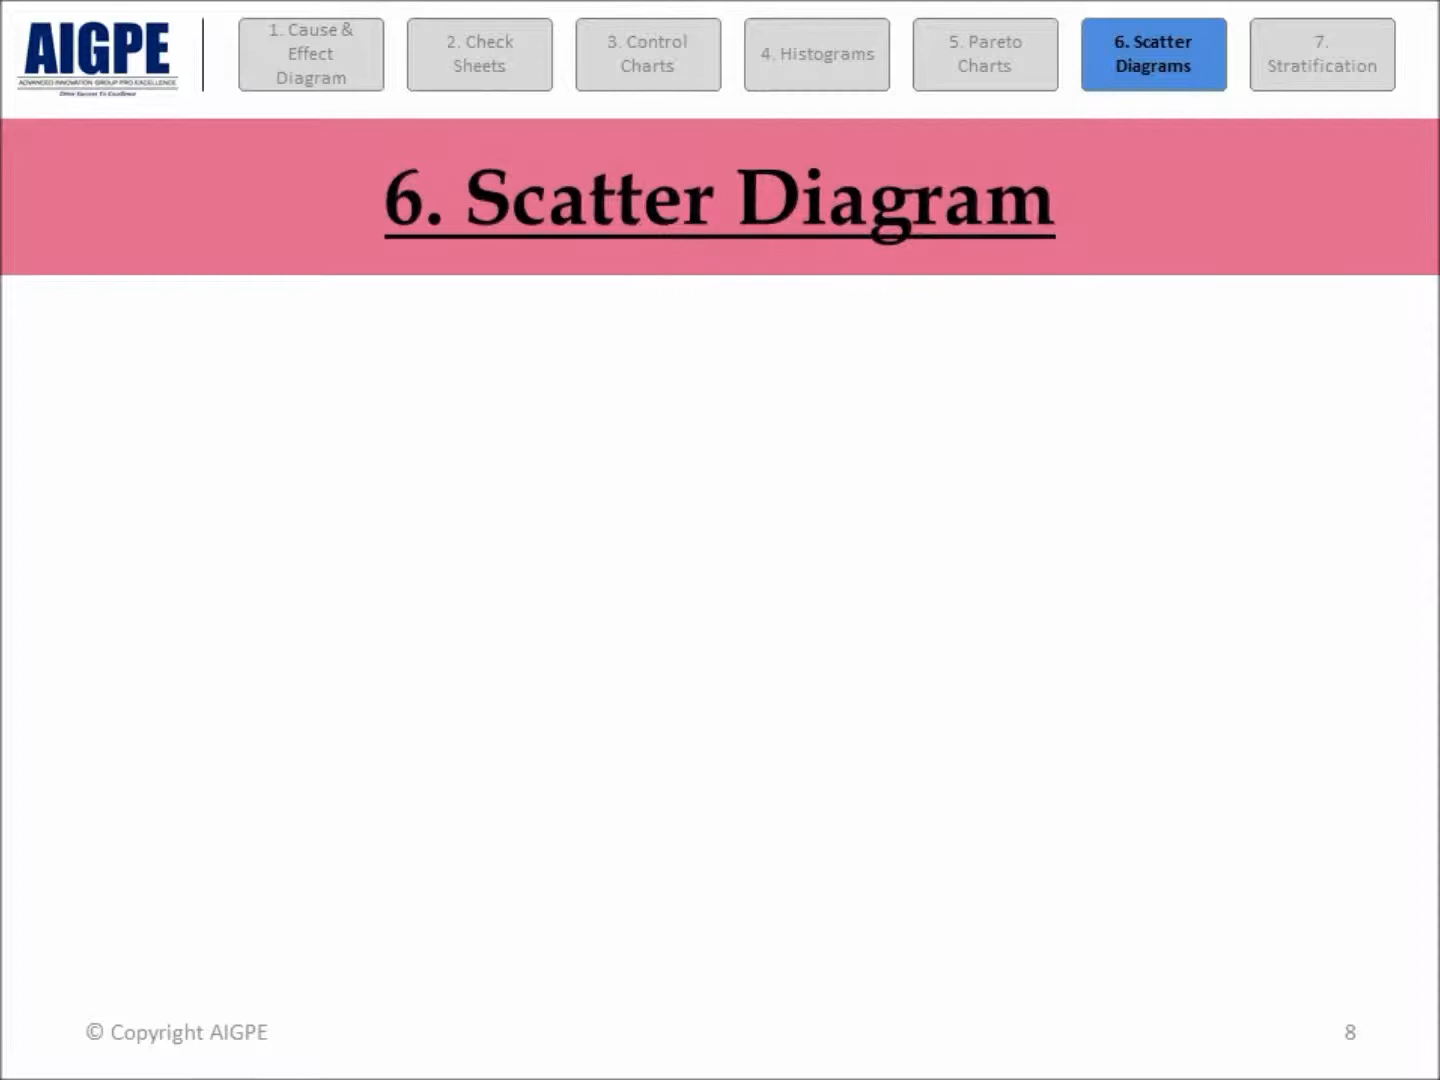 AIGPE
ADVANCED INNOVATION GROUP PRO EXCELLENCE
Drive Success To Excellence
1. Cause &
Effect
Diagram
2. Check
Sheets
3. Control
Charts
4. Histograms
5. Pareto
Charts
6. Scatter
Diagrams
7.
Stratification
6. Scatter Diagram
© Copyright AIGPE
8